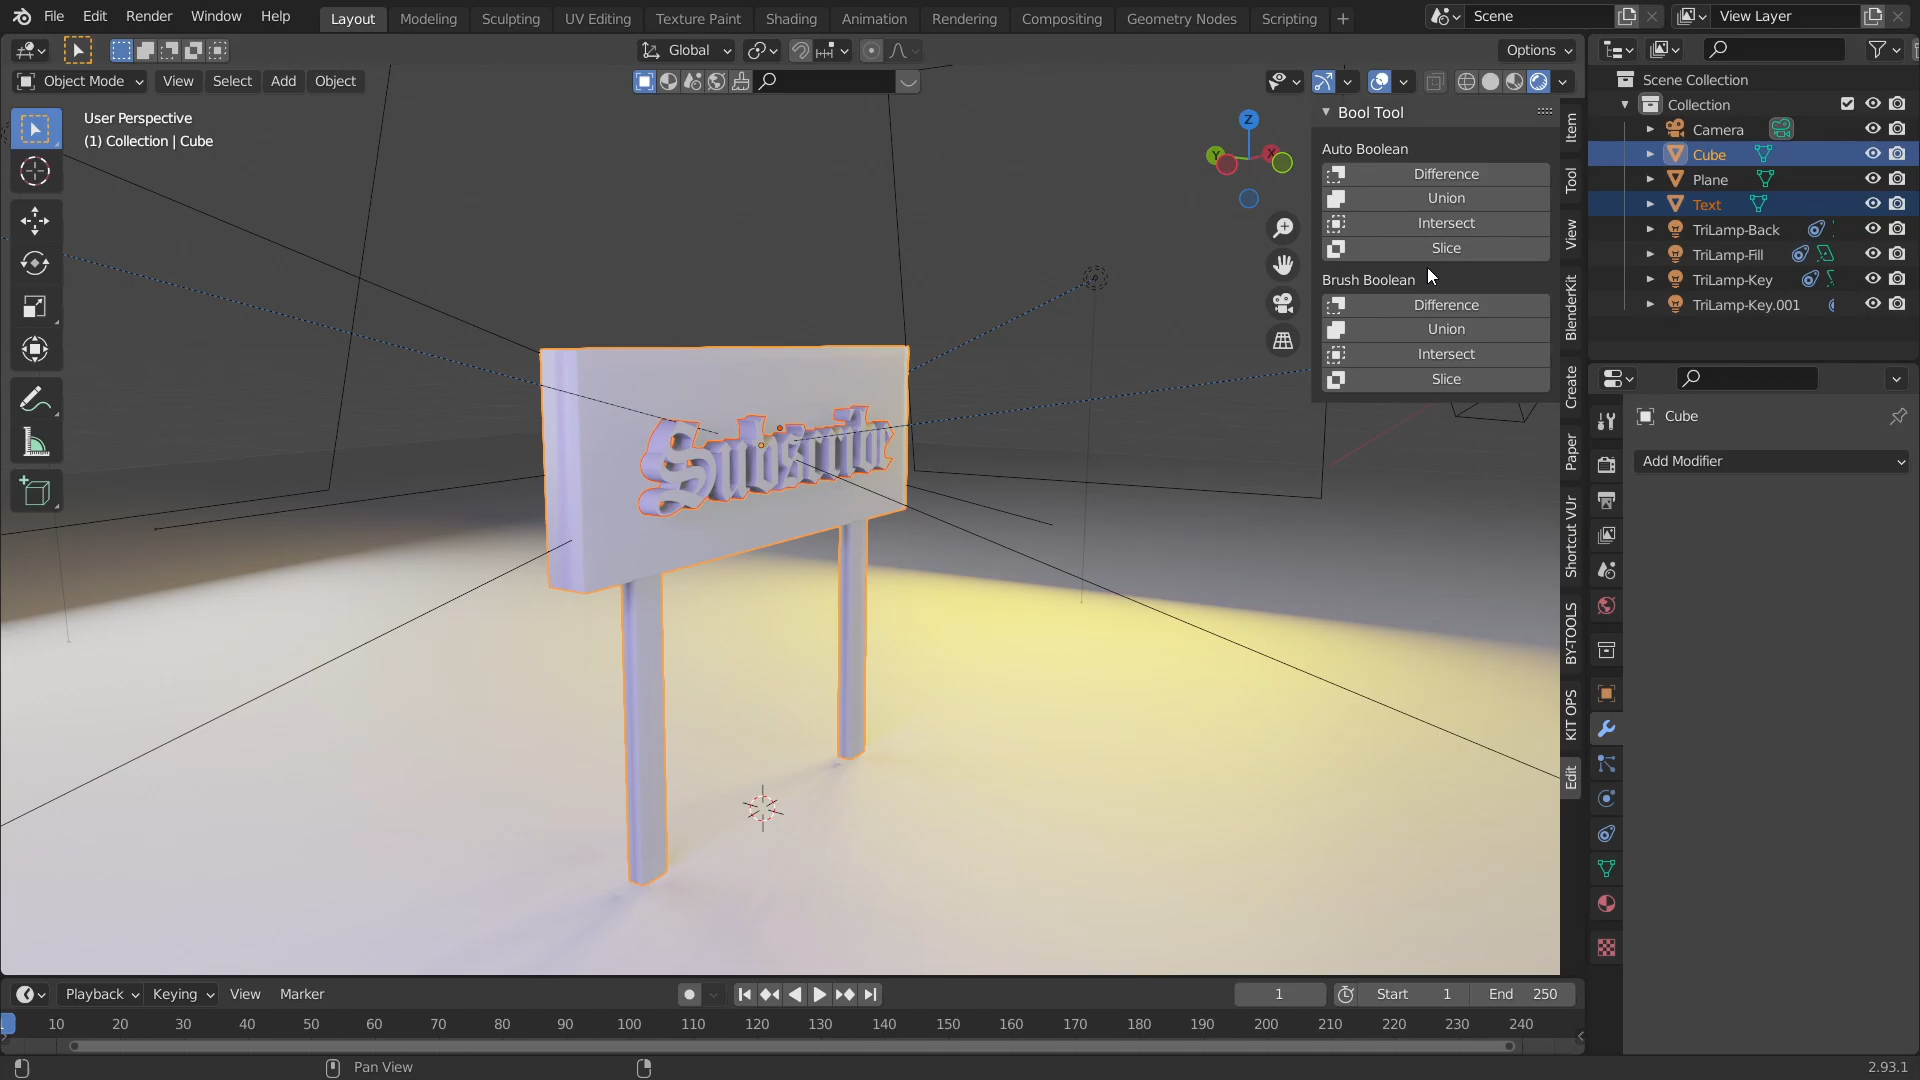 File Edit Render Window Help Layout Modeling Sculpting UV Editing Texture Paint Shading Animation Rendering Compositing Geometry Nodes Scripting + Scene View Layer
Global Options
Object Mode View Select Add Object
User Perspective
(1) Collection | Cube
Z
Y
X
Bool Tool
Auto Boolean
Difference
Union
Intersect
Slice
Brush Boolean
Difference
Union
Intersect
Slice
Item
Tool
View
BlenderKit
Create
Paper
Shortcut VUr
BY-TOOLS
KIT OPS
Edit
Scene Collection
Collection
Camera
Cube
Plane
Text
TriLamp-Back
TriLamp-Fill
TriLamp-Key
TriLamp-Key.001
Cube
Add Modifier
Subscribe
Playback Keying View Marker 1 Start 1 End 250
10 20 30 40 50 60 70 80 90 100 110 120 130 140 150 160 170 180 190 200 210 220 230 240
Pan View 2.93.1